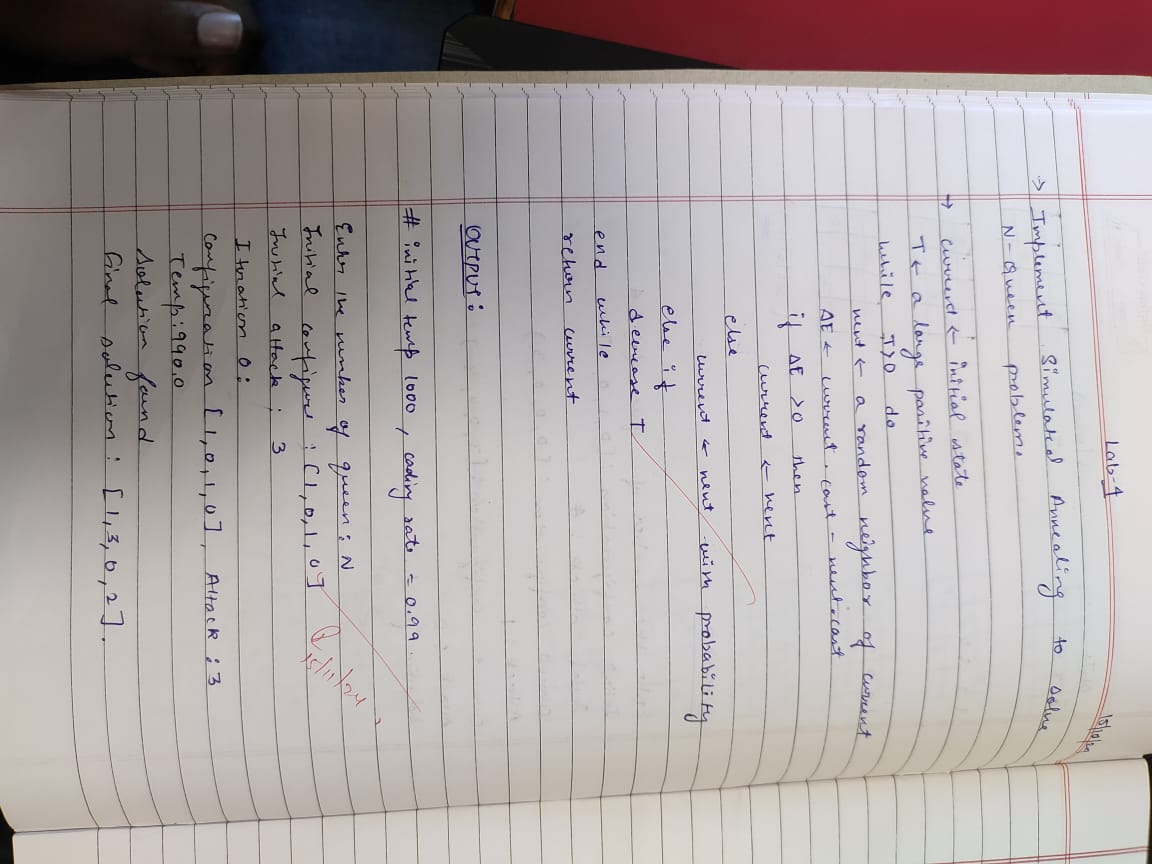 Lab-4
15/10/24
→ Implement Simulated Annealing to solve
N-Queen problem.
→ current ← initial state
T ← a large positive value
while T>0 do
next ← a random neighbor of current
ΔE ← current.cost - next.cost
if ΔE >0 then
current ← next
else
current ← next with probability
else if
decrease T
end while
return current
OUTPUT:
# initial temp 1000, cooling rate = 0.99.
Enter the number of queen: N
Initial configure: [1,0,1,0]
15/11/24
Initial attack: 3
Itration 0:
Configuration [1,0,1,0], Attack: 3
Temp: 990.0
Solution found
Final solution: [1,3,0,2].